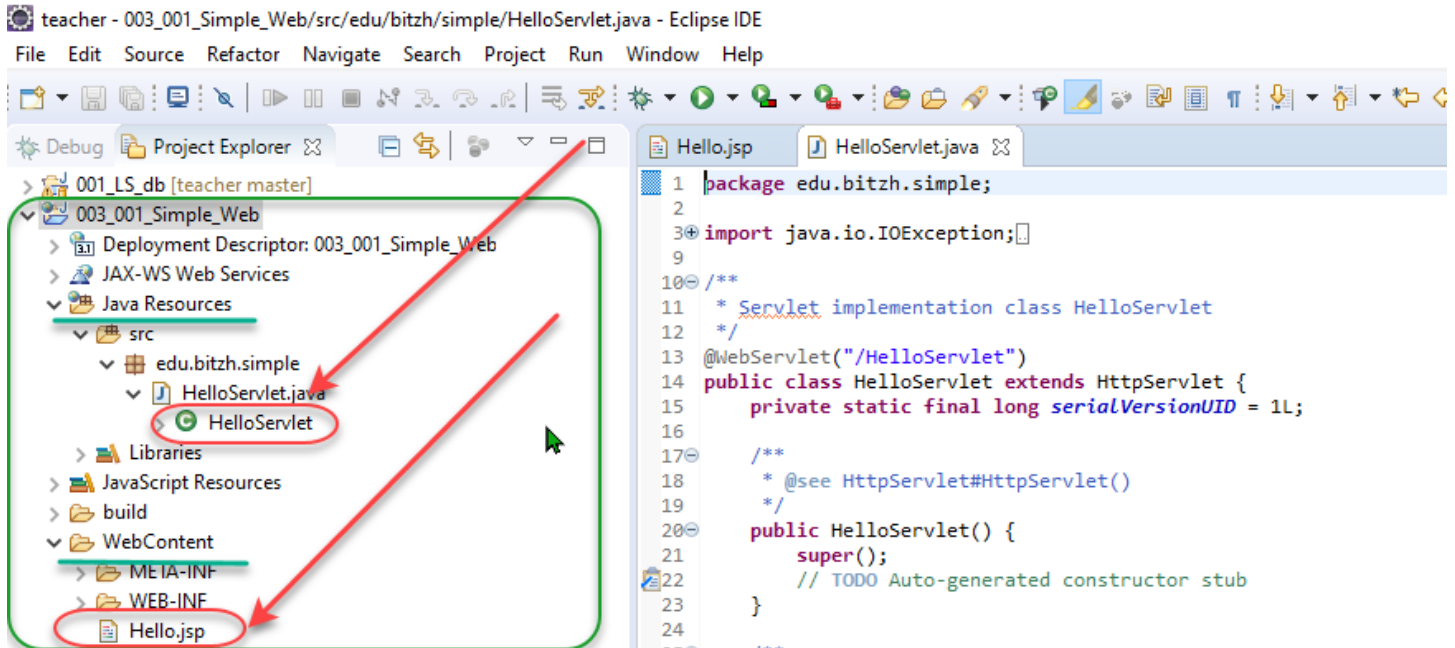 teacher - 003_001_Simple_Web/src/edu/bitzh/simple/HelloServlet.java - Eclipse IDE
File Edit Source Refactor Navigate Search Project Run Window Help
Debug Project Explorer
001_LS_db [teacher master]
003_001_Simple_Web
3.1 Deployment Descriptor: 003_001_Simple_Web
JAX-WS Web Services
Java Resources
src
edu.bitzh.simple
HelloServlet.java
HelloServlet
Libraries
JavaScript Resources
build
WebContent
META-INF
WEB-INF
Hello.jsp
Hello.jsp HelloServlet.java
1 package edu.bitzh.simple;
2
3 import java.io.IOException;
9
10 /**
11 * Servlet implementation class HelloServlet
12 */
13 @WebServlet("/HelloServlet")
14 public class HelloServlet extends HttpServlet {
15 private static final long serialVersionUID = 1L;
16
17 /**
18 * @see HttpServlet#HttpServlet()
19 */
20 public HelloServlet() {
21 super();
22 // TODO Auto-generated constructor stub
23 }
24